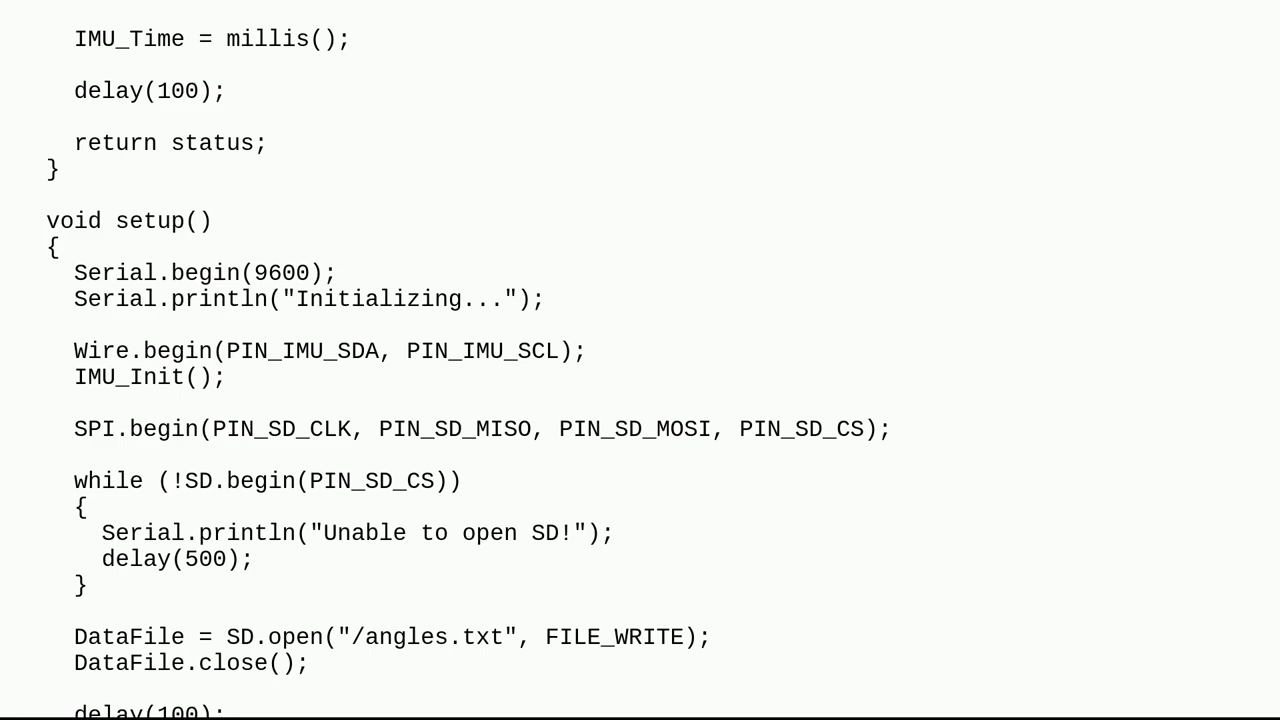 IMU_Time = millis();
delay(100);
return status;
}
void setup()
{
Serial.begin(9600);
Serial.println("Initializing...");
Wire.begin(PIN_IMU_SDA, PIN_IMU_SCL);
IMU_Init();
SPI.begin(PIN_SD_CLK, PIN_SD_MISO, PIN_SD_MOSI, PIN_SD_CS);
while (!SD.begin(PIN_SD_CS))
{
Serial.println("Unable to open SD!");
delay(500);
}
DataFile = SD.open("/angles.txt", FILE_WRITE);
DataFile.close();
delay(100);